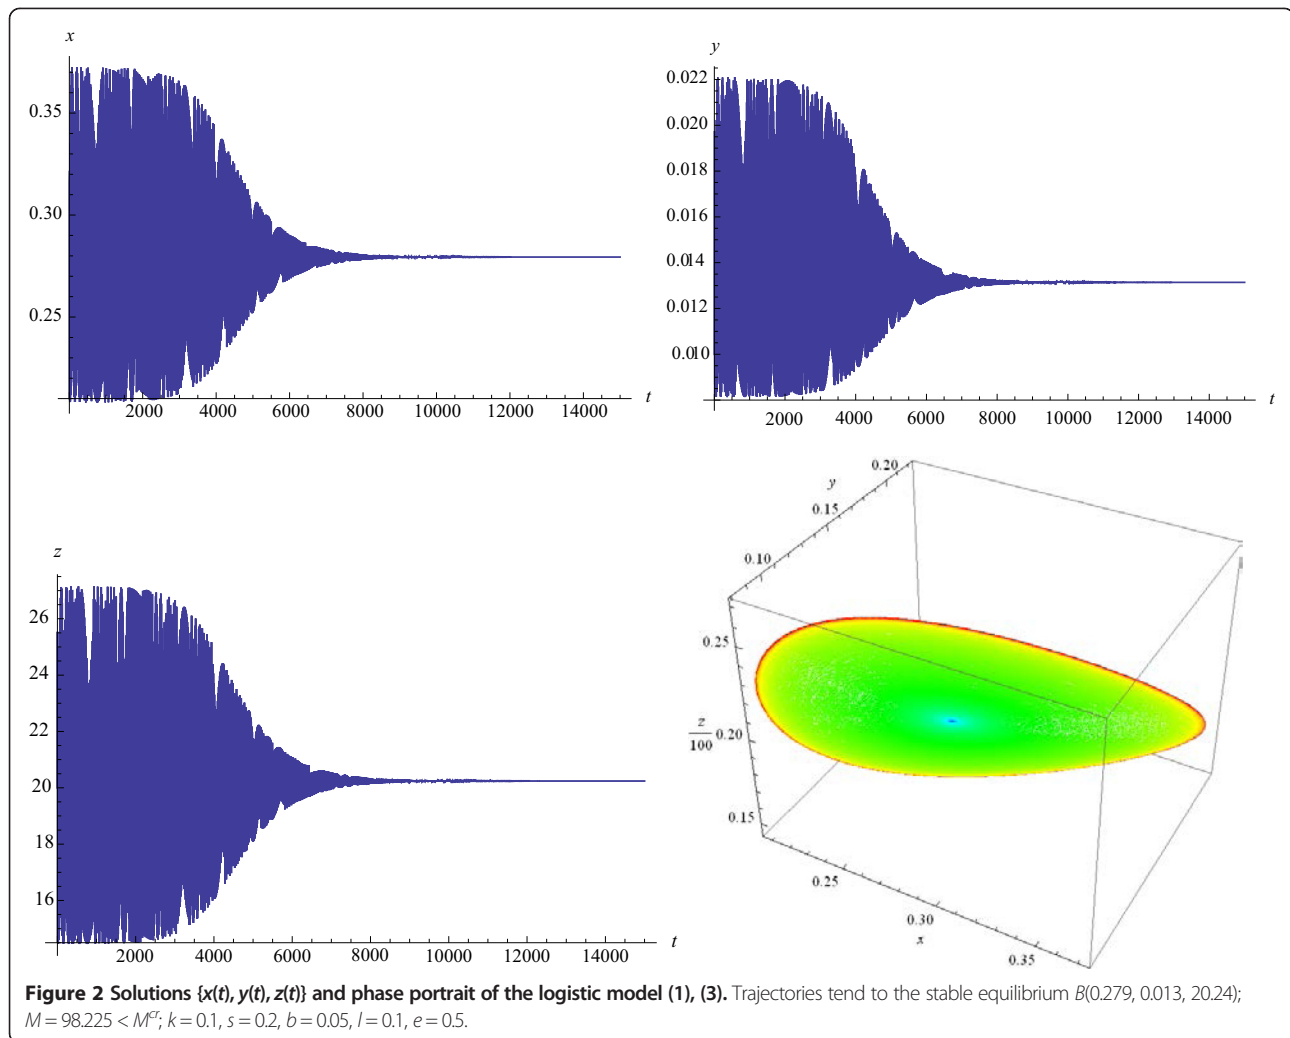 x
0.35
0.30
0.25
2000 4000 6000 8000 10000 12000 14000 t
y
0.022
0.020
0.018
0.016
0.014
0.012
0.010
2000 4000 6000 8000 10000 12000 14000 t
z
26
24
22
20
18
16
2000 4000 6000 8000 10000 12000 14000 t
0.20
y
0.15
0.10
0.25
z
100
0.20
0.15
0.25
0.30
x
0.35
Figure 2 Solutions {x(t), y(t), z(t)} and phase portrait of the logistic model (1), (3). Trajectories tend to the stable equilibrium B(0.279, 0.013, 20.24);
M = 98.225 < M^cr; k = 0.1, s = 0.2, b = 0.05, l = 0.1, e = 0.5.